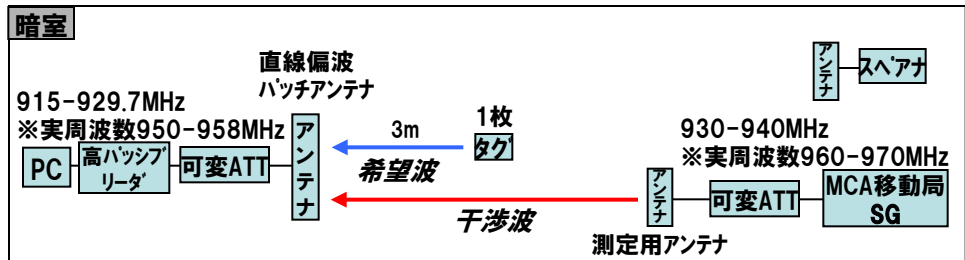 暗室
直線偏波
パッチアンテナ
915-929.7MHz
※実周波数950-958MHz
PC
高パッシブ
リーダ
可変ATT
アンテナ
3m
希望波
1枚
タグ
干渉波
アンテナ
スペアナ
930-940MHz
※実周波数960-970MHz
アンテナ
可変ATT
MCA移動局
SG
測定用アンテナ